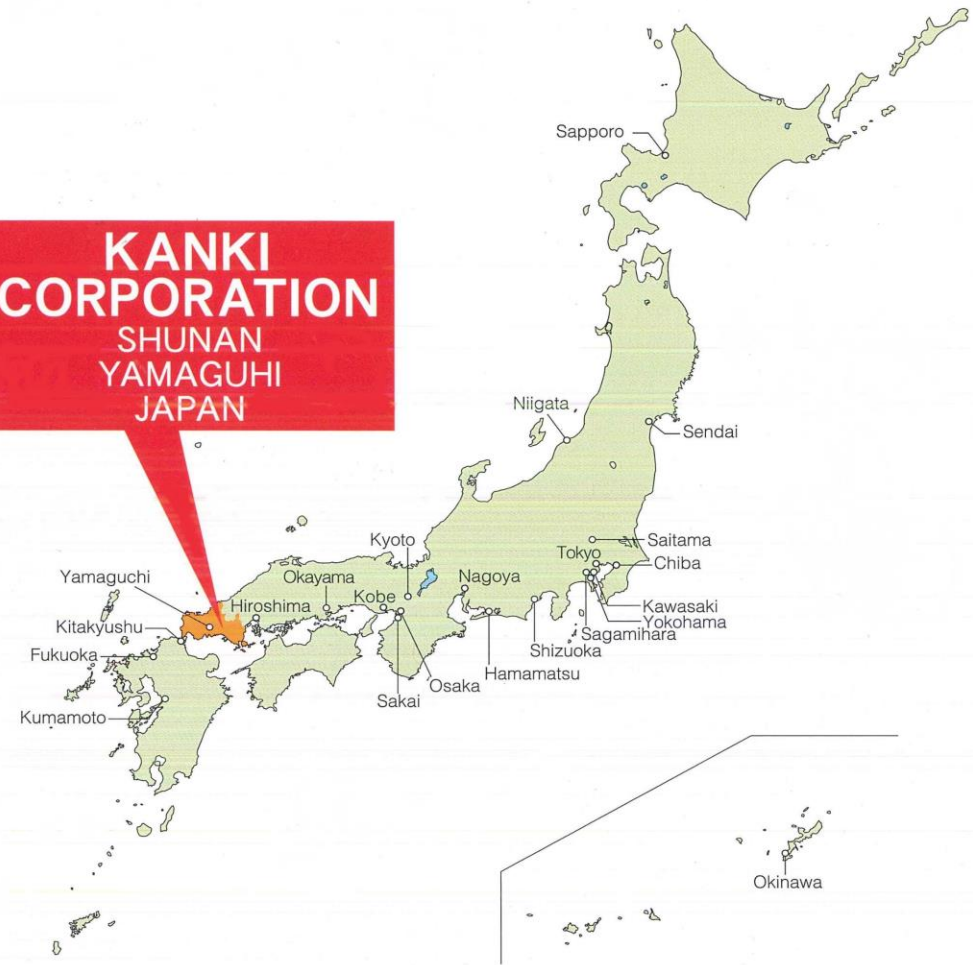 KANKI
CORPORATION
SHUNAN
YAMAGUHI
JAPAN
Sapporo
Niigata
Sendai
Saitama
Tokyo
Chiba
Kyoto
Yamaguchi
Okayama
Nagoya
Hiroshima
Kobe
Kawasaki
Yokohama
Kitakyushu
Sagamihara
Shizuoka
Fukuoka
Hamamatsu
Osaka
Sakai
Kumamoto
Okinawa